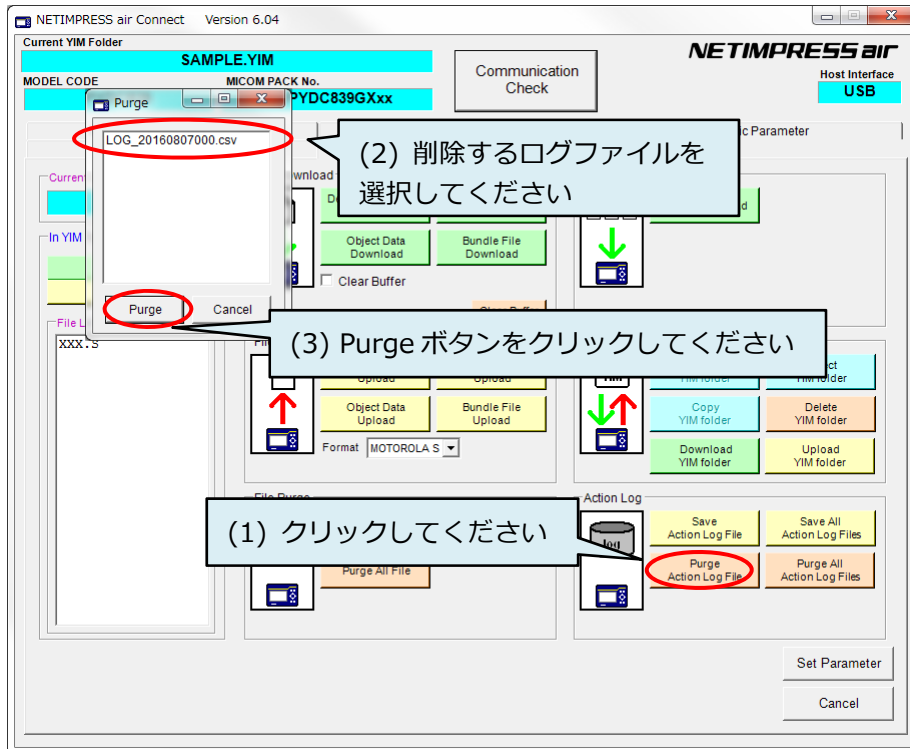 NETIMPRESS air Connect Version 6.04
Current YIM Folder
SAMPLE.YIM
NETIMPRESS air
MODEL CODE
MICOM PACK No.
PYDC839GXxx
Communication
Check
Host Interface
USB
Purge
LOG_20160807000.csv
(2) 削除するログファイルを
選択してください
Parameter
Curren
In YIM
Object Data
Download
Bundle File
Download
Clear Buffer
Purge
Cancel
(3) Purge ボタンをクリックしてください
File L
xxx.S
Object Data
Upload
Bundle File
Upload
Format
MOTOROLA S
Copy
YIM folder
Delete
YIM folder
Download
YIM folder
Upload
YIM folder
(1) クリックしてください
Purge All File
Action Log
log
Save
Action Log File
Save All
Action Log Files
Purge
Action Log File
Purge All
Action Log Files
Set Parameter
Cancel